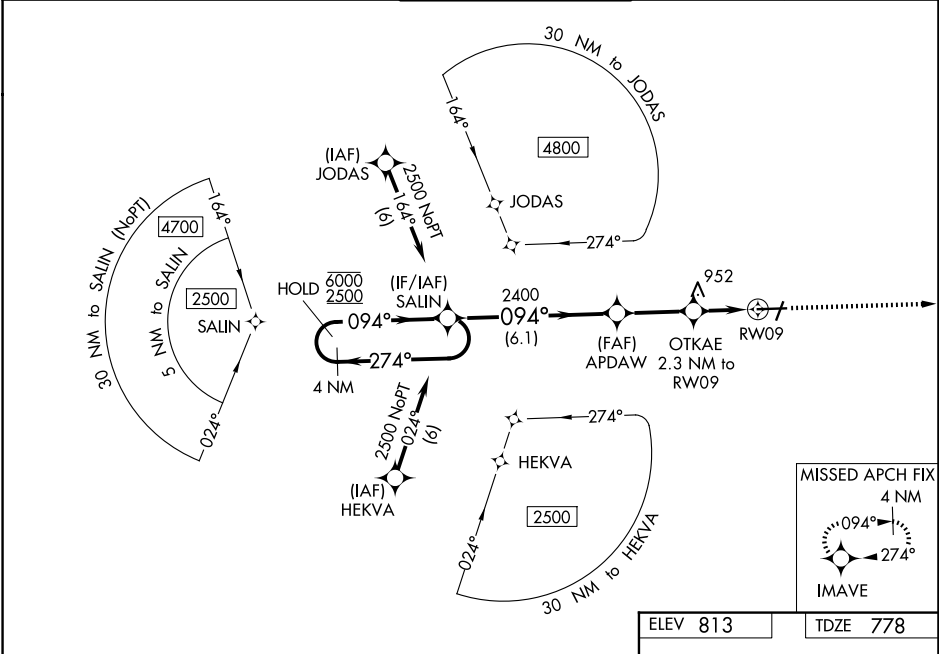 30 NM to JODAS
164°
4800
JODAS
274°
(IAF)
JODAS
2500 NoPT
164°
(6)
30 NM to SALIN (NoPT)
164°
4700
5 NM to SALIN
2500
SALIN
024°
HOLD
6000
2500
094°
274°
4 NM
(IF/IAF)
SALIN
2400
094°
(6.1)
(FAF)
APDAW
952
OTKAE
2.3 NM to
RW09
RW09
2500 NoPT
024°
(6)
(IAF)
HEKVA
274°
HEKVA
2500
024°
30 NM to HEKVA
MISSED APCH FIX
4 NM
094°
274°
IMAVE
ELEV 813
TDZE 778